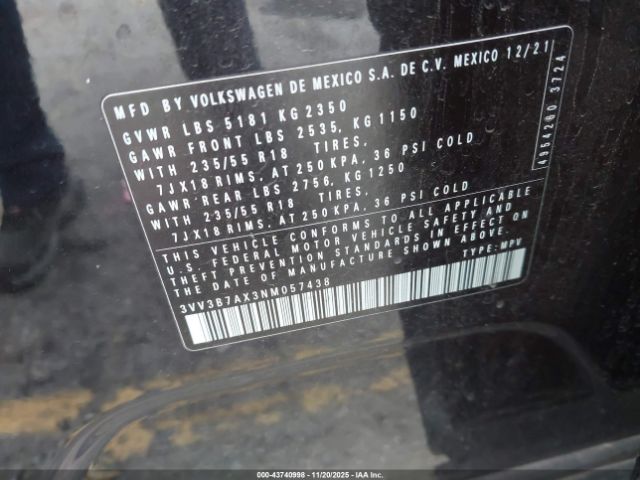 MFD BY VOLKSWAGEN DE MEXICO S.A. DE C.V. MEXICO 12/21
GVWR LBS 5181 KG 2350
GAWR FRONT LBS 2535, KG 1150
WITH 235/55 R18 TIRES,
7JX18 RIMS, AT 250 KPA, 36 PSI COLD
GAWR REAR LBS 2756, KG 1250
WITH 235/55 R18 TIRES,
7JX18 RIMS, AT 250 KPA, 36 PSI COLD
THIS VEHICLE CONFORMS TO ALL APPLICABLE
U.S. FEDERAL MOTOR VEHICLE SAFETY AND
THEFT PREVENTION STANDARDS IN EFFECT ON
THE DATE OF MANUFACTURE SHOWN ABOVE.
TYPE: MPV
3VV3B7AX3NM057438
4954260 3724
000-43740998 | 11/20/2025 | © IAA Inc.